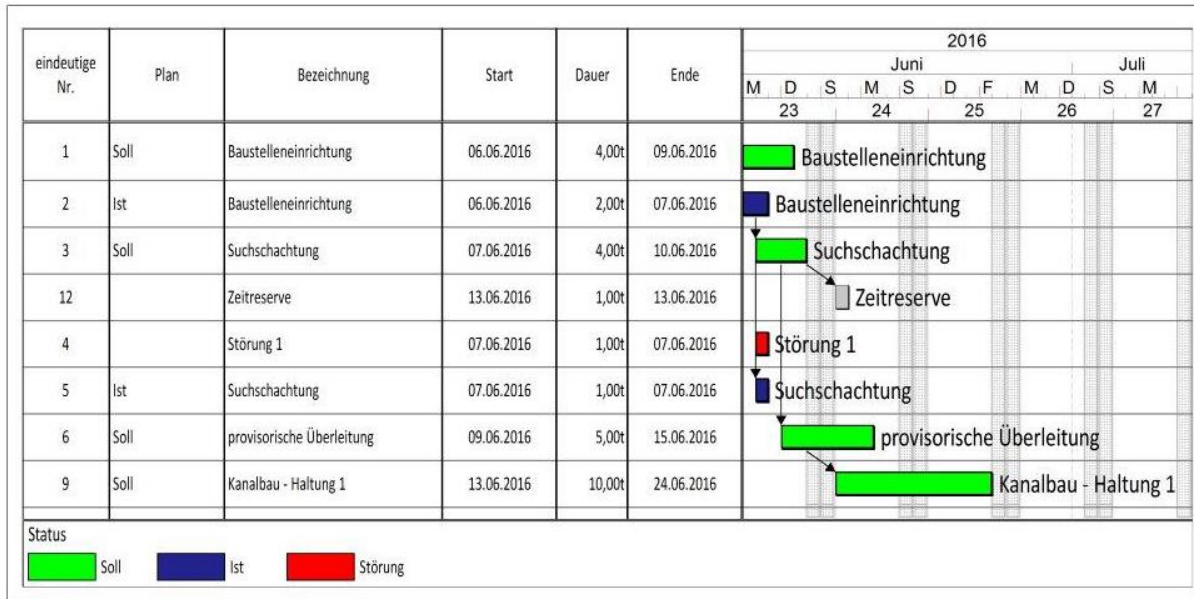 eindeutige Nr. Plan Bezeichnung Start Dauer Ende
2016
Juni Juli
M D S M S D F M D S M
23 24 25 26 27
1 Soll Baustelleneinrichtung 06.06.2016 4,00t 09.06.2016 Baustelleneinrichtung
2 Ist Baustelleneinrichtung 06.06.2016 2,00t 07.06.2016 Baustelleneinrichtung
3 Soll Suchschachtung 07.06.2016 4,00t 10.06.2016 Suchschachtung
12 Zeitreserve 13.06.2016 1,00t 13.06.2016 Zeitreserve
4 Störung 1 07.06.2016 1,00t 07.06.2016 Störung 1
5 Ist Suchschachtung 07.06.2016 1,00t 07.06.2016 Suchschachtung
6 Soll provisorische Überleitung 09.06.2016 5,00t 15.06.2016 provisorische Überleitung
9 Soll Kanalbau - Haltung 1 13.06.2016 10,00t 24.06.2016 Kanalbau - Haltung 1
Status
Soll Ist Störung